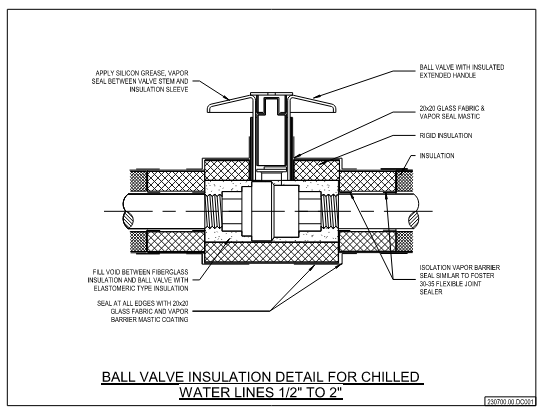 APPLY SILICON GREASE, VAPOR
SEAL BETWEEN VALVE STEM AND
INSULATION SLEEVE
BALL VALVE WITH INSULATED
EXTENDED HANDLE
20x20 GLASS FABRIC &
VAPOR SEAL MASTIC
RIGID INSULATION
INSULATION
FILL VOID BETWEEN FIBERGLASS
INSULATION AND BALL VALVE WITH
ELASTOMERIC TYPE INSULATION
SEAL AT ALL EDGES WITH 20x20
GLASS FABRIC AND VAPOR
BARRIER MASTIC COATING
ISOLATION VAPOR BARRIER
SEAL SIMILAR TO FOSTER
30-35 FLEXIBLE JOINT
SEALER
BALL VALVE INSULATION DETAIL FOR CHILLED
WATER LINES 1/2" TO 2"
230700.00.DC001